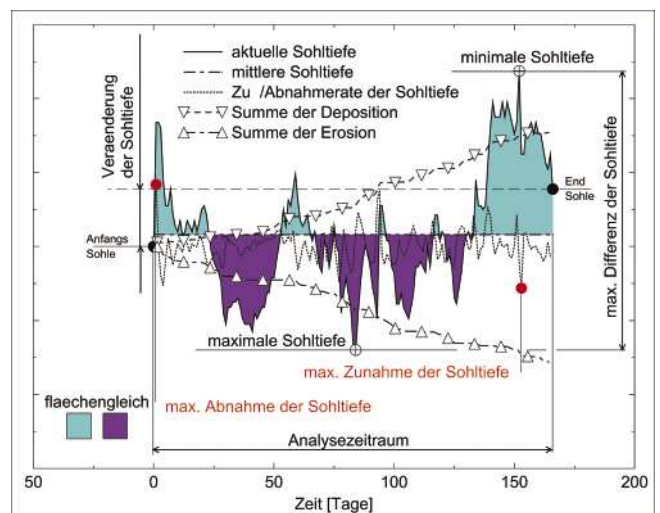 aktuelle Sohltiefe
mittlere Sohltiefe
Zu /Abnahmerate der Sohltiefe
Summe der Deposition
Summe der Erosion
minimale Sohltiefe
Veraenderung
der Sohltiefe
max. Differenz der Sohltiefe
End
Sohle
Anfangs
Sohle
maximale Sohltiefe
max. Zunahme der Sohltiefe
flaechengleich
max. Abnahme der Sohltiefe
Analysezeitraum
50
0
50
100
150
200
Zeit [Tage]